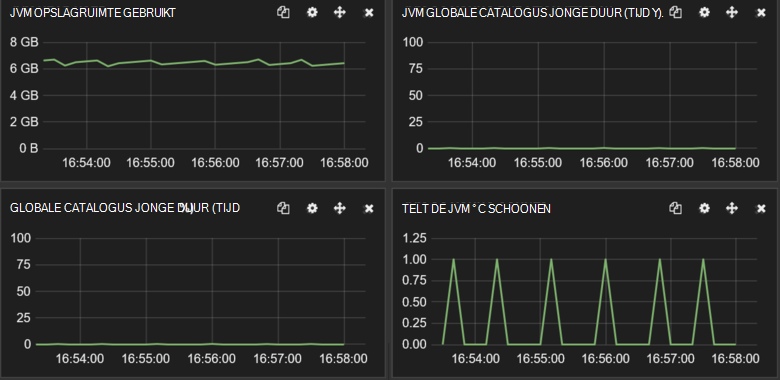 JVM OPSLAGRUIMTE GEBRUIKT
8 GB
6 GB
4 GB
2 GB
0 B
16:54:00 16:55:00 16:56:00 16:57:00 16:58:00
JVM GLOBALE CATALOGUS JONGE DUUR (TIJD Y).
100
75
50
25
0
16:54:00 16:55:00 16:56:00 16:57:00 16:58:00
GLOBALE CATALOGUS JONGE DUUR (TIJD %)
100
75
50
25
0
16:54:00 16:55:00 16:56:00 16:57:00 16:58:00
TELT DE JVM °C SCHOONEN
1.25
1.00
0.75
0.50
0.25
0.00
16:54:00 16:55:00 16:56:00 16:57:00 16:58:00